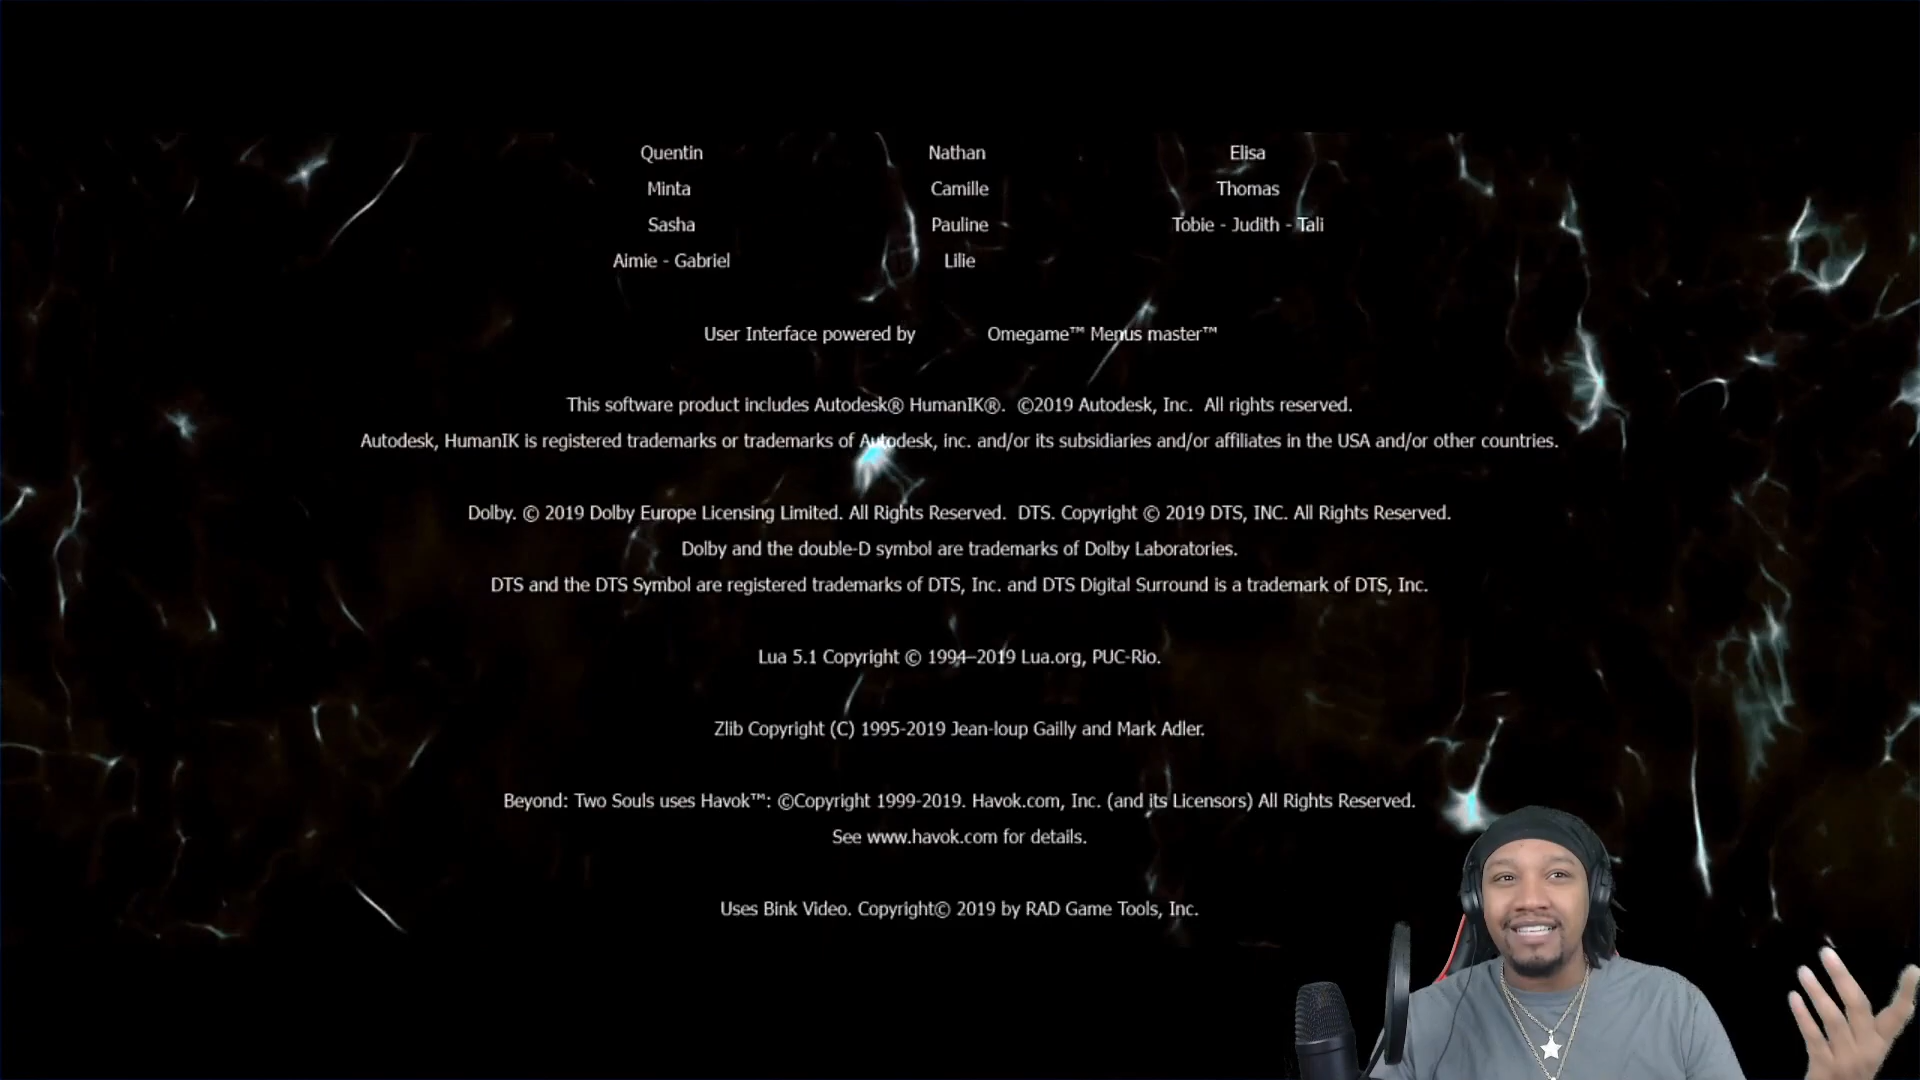 Quentin Nathan Elisa
Minta Camille Thomas
Sasha Pauline Tobie - Judith - Tali
Aimie - Gabriel Lilie
User Interface powered by Omegame™ Menus master™
This software product includes Autodesk® HumanIK®. ©2019 Autodesk, Inc. All rights reserved.
Autodesk, HumanIK is registered trademarks or trademarks of Autodesk, inc. and/or its subsidiaries and/or affiliates in the USA and/or other countries.
Dolby. © 2019 Dolby Europe Licensing Limited. All Rights Reserved. DTS. Copyright © 2019 DTS, INC. All Rights Reserved.
Dolby and the double-D symbol are trademarks of Dolby Laboratories.
DTS and the DTS Symbol are registered trademarks of DTS, Inc. and DTS Digital Surround is a trademark of DTS, Inc.
Lua 5.1 Copyright © 1994–2019 Lua.org, PUC-Rio.
Zlib Copyright (C) 1995-2019 Jean-loup Gailly and Mark Adler.
Beyond: Two Souls uses Havok™: ©Copyright 1999-2019. Havok.com, Inc. (and its Licensors) All Rights Reserved.
See www.havok.com for details.
Uses Bink Video. Copyright© 2019 by RAD Game Tools, Inc.